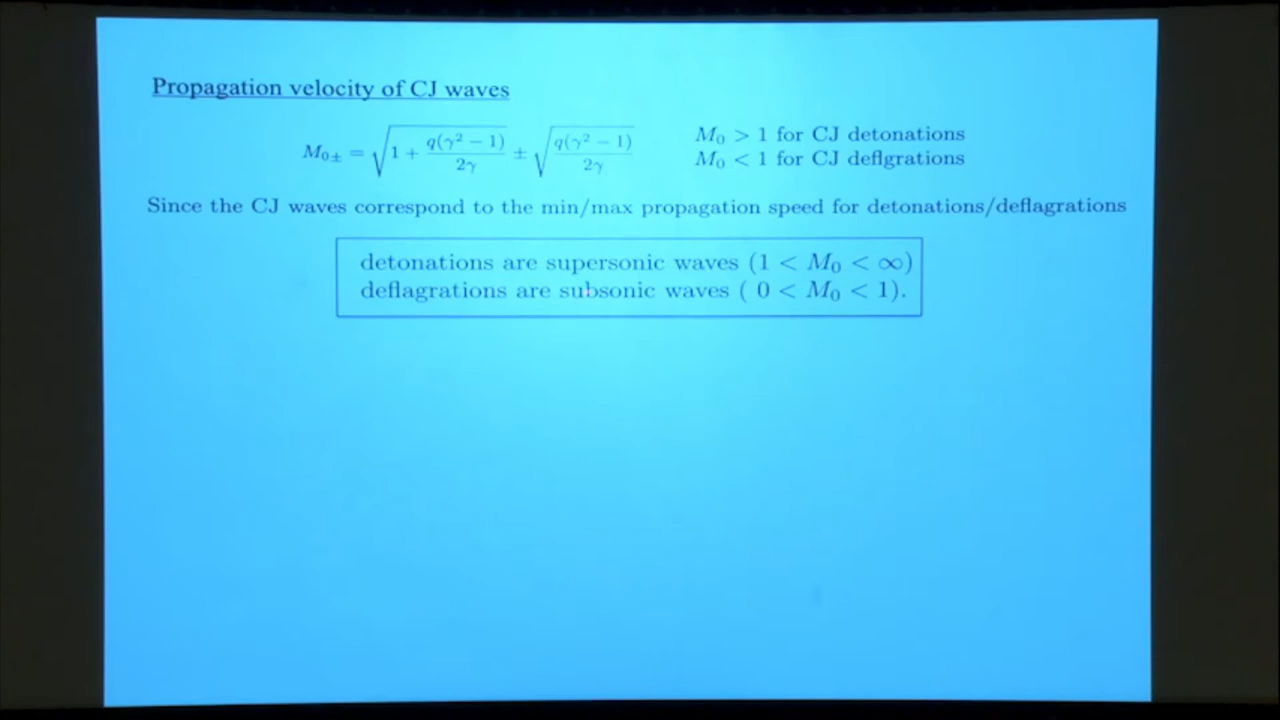 Propagation velocity of CJ waves
M₀± = √(1 + q(γ² − 1)/2γ) ± √(q(γ² − 1)/2γ)
M₀ > 1 for CJ detonations
M₀ < 1 for CJ deflgrations
Since the CJ waves correspond to the min/max propagation speed for detonations/deflagrations
detonations are supersonic waves (1 < M₀ < ∞)
deflagrations are subsonic waves ( 0 < M₀ < 1).